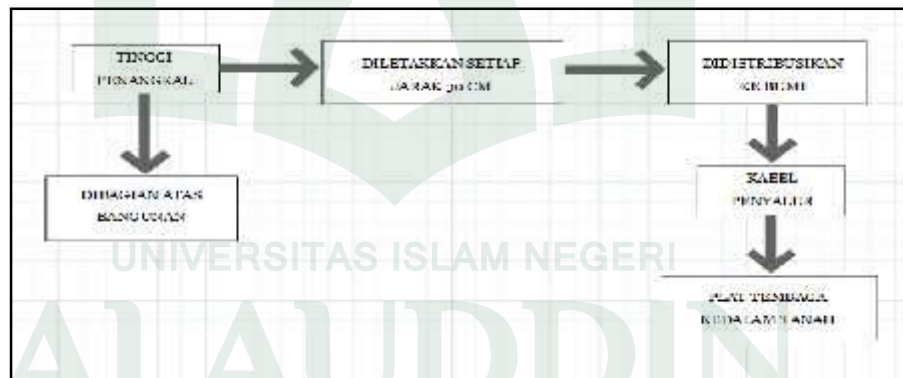 TINGGI
PENANGKAL
DILETAKKAN SETIAP
JARAK 30 CM
DIDISTRIBUSIKAN
KE BUMI
DIBAGIAN ATAS
BANGUNAN
KABEL
PENYALUR
PLAT TEMBAGA
KEDALAM TANAH
UNIVERSITAS ISLAM NEGERI
ALAUDDIN